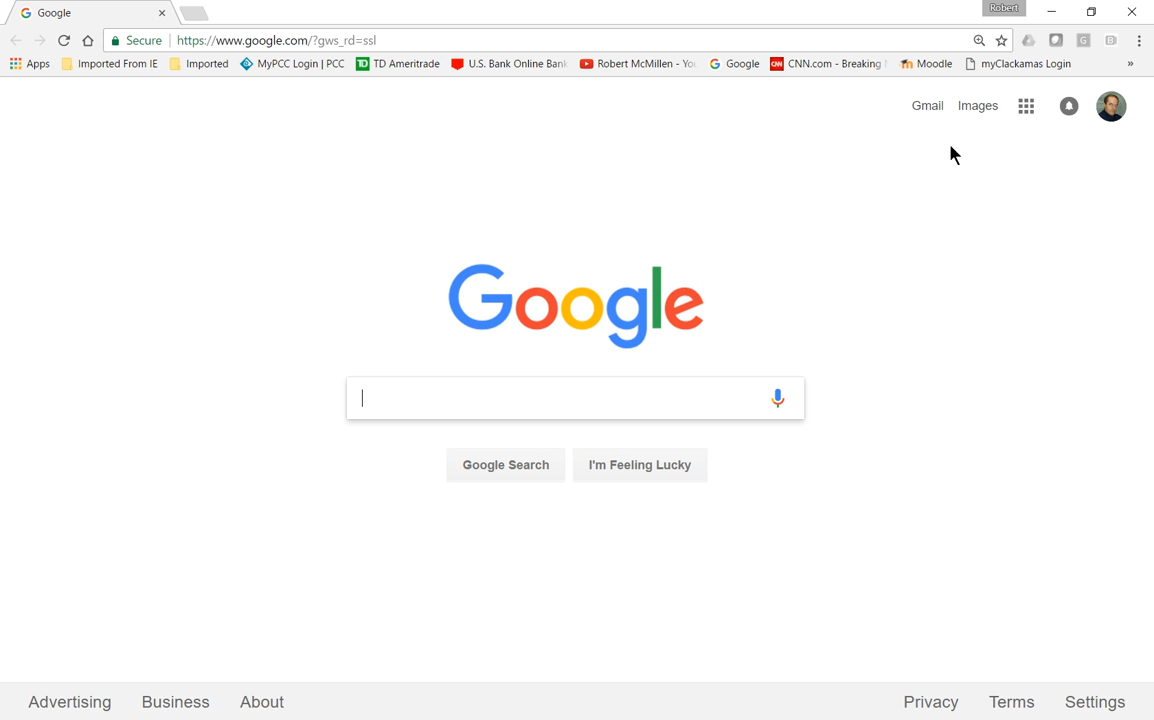 Google
Robert
Secure https://www.google.com/?gws_rd=ssl
Apps Imported From IE Imported MyPCC Login | PCC TD Ameritrade U.S. Bank Online Bank Robert McMillen - You Google CNN.com - Breaking Moodle myClackamas Login »
Gmail Images
Google
Google Search I'm Feeling Lucky
Advertising Business About Privacy Terms Settings